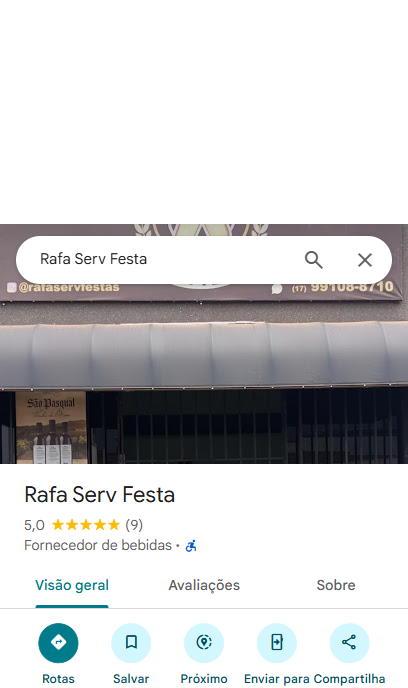 Rafa Serv Festa
@rafaservfestas
(17) 99108-8710
São Pasqual
Rafa Serv Festa
5,0 (9)
Fornecedor de bebidas ·
Visão geral Avaliações Sobre
Rotas Salvar Próximo Enviar para Compartilha